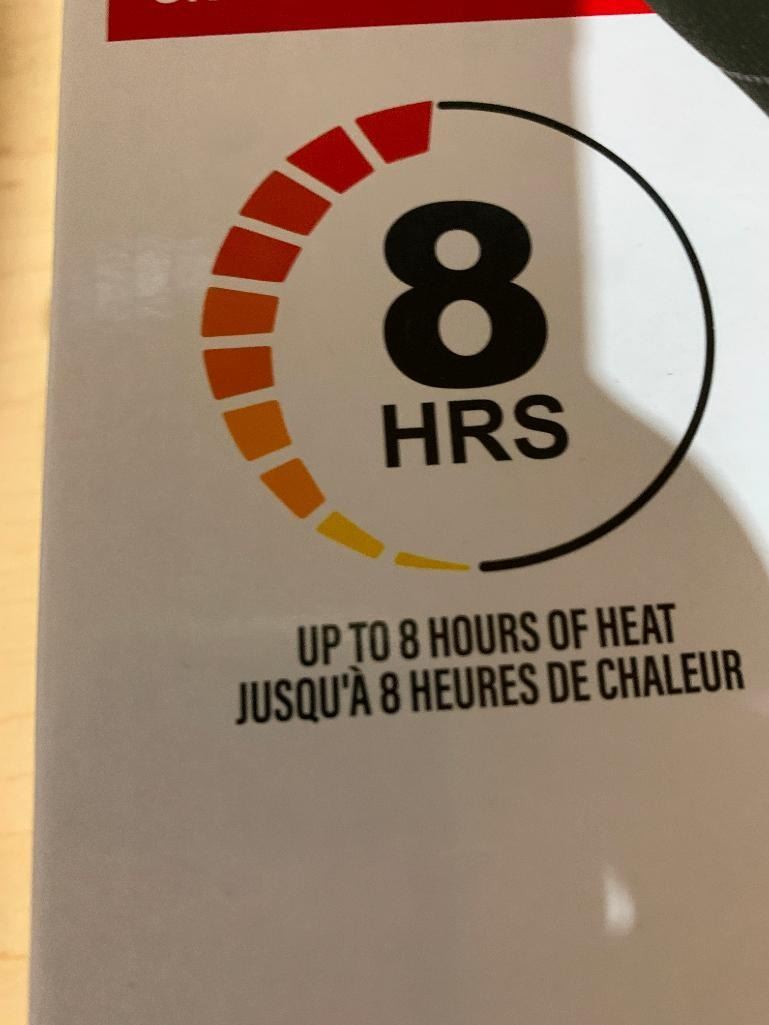 8
HRS
UP TO 8 HOURS OF HEAT
JUSQU'À 8 HEURES DE CHALEUR